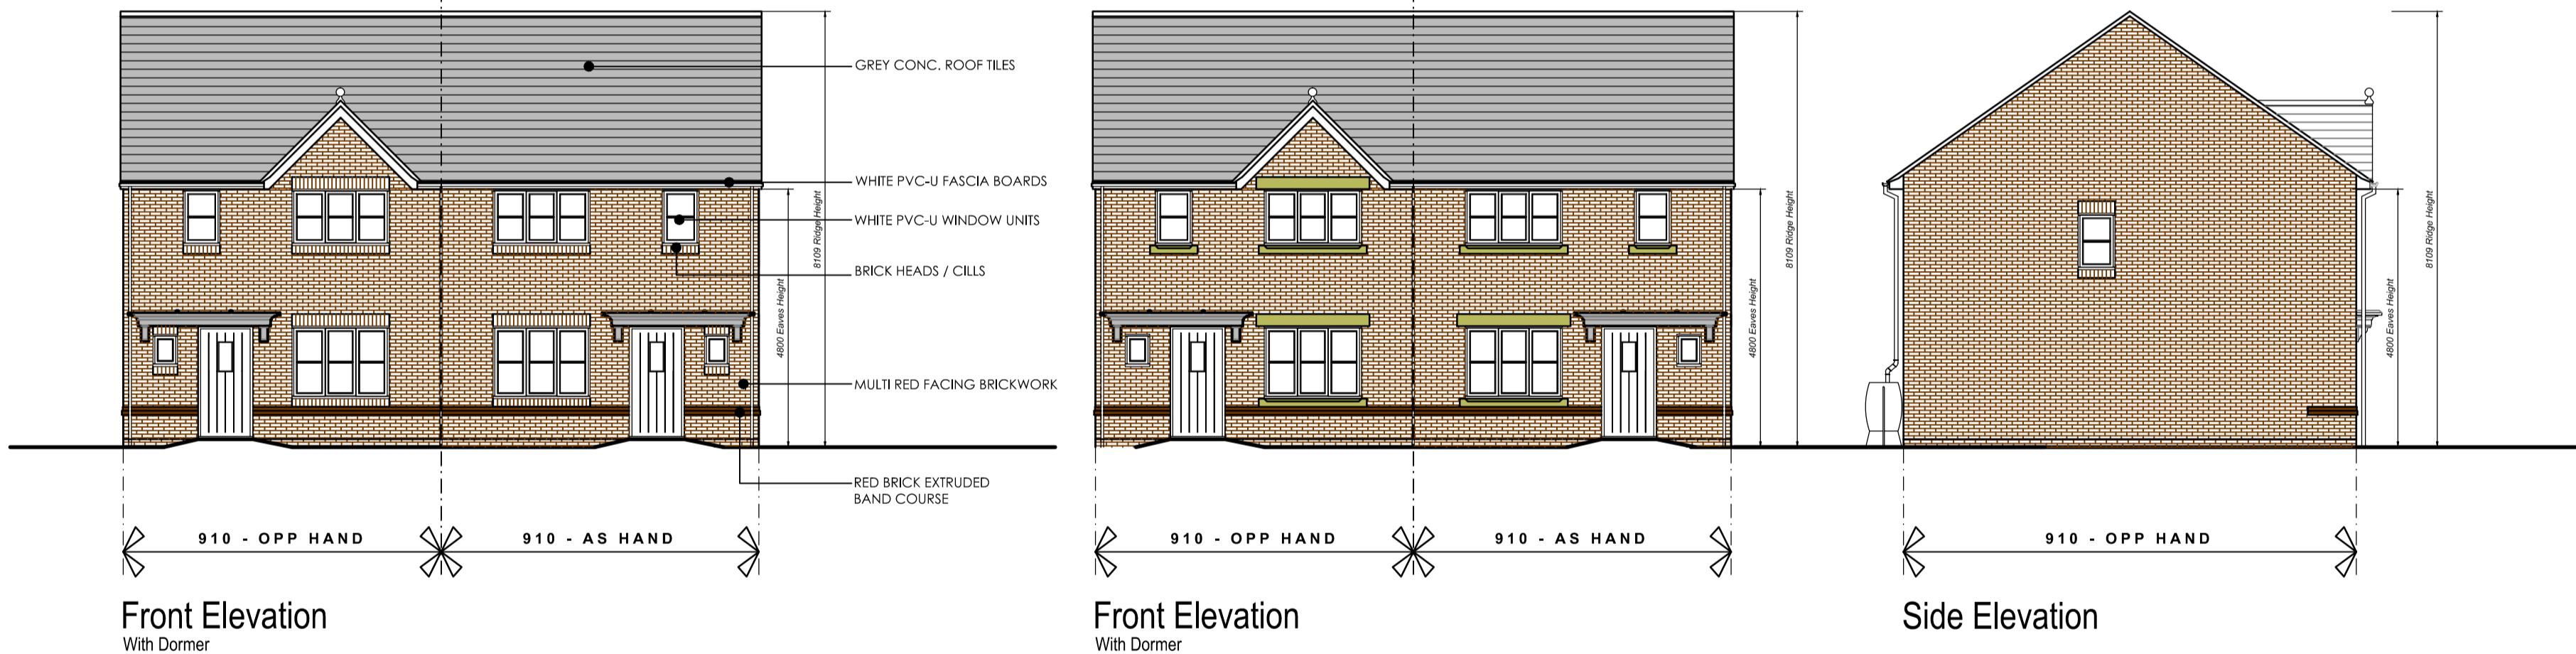 GREY CONC. ROOF TILES
WHITE PVC-U FASCIA BOARDS
WHITE PVC-U WINDOW UNITS
BRICK HEADS / CILLS
MULTI RED FACING BRICKWORK
RED BRICK EXTRUDED
BAND COURSE
4800 Eaves Height
8109 Ridge Height
910 - OPP HAND
910 - AS HAND
Front Elevation
With Dormer
4800 Eaves Height
8109 Ridge Height
910 - OPP HAND
910 - AS HAND
Front Elevation
With Dormer
4800 Eaves Height
8109 Ridge Height
910 - OPP HAND
Side Elevation